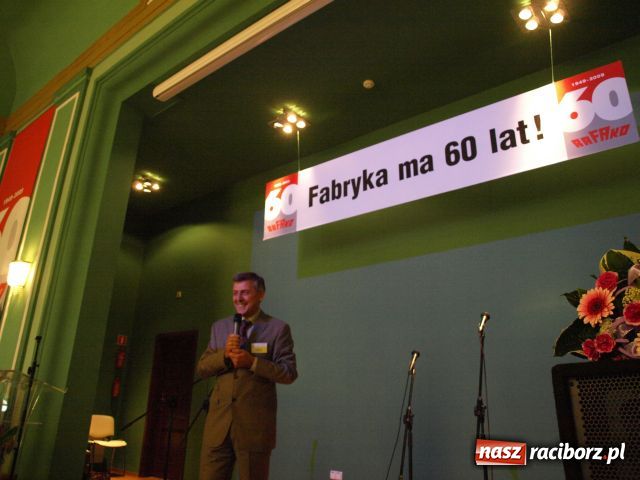 1949-2009
60
RAFAKO
Fabryka ma 60 lat!
60
RAFAKO
nasz raciborz.pl